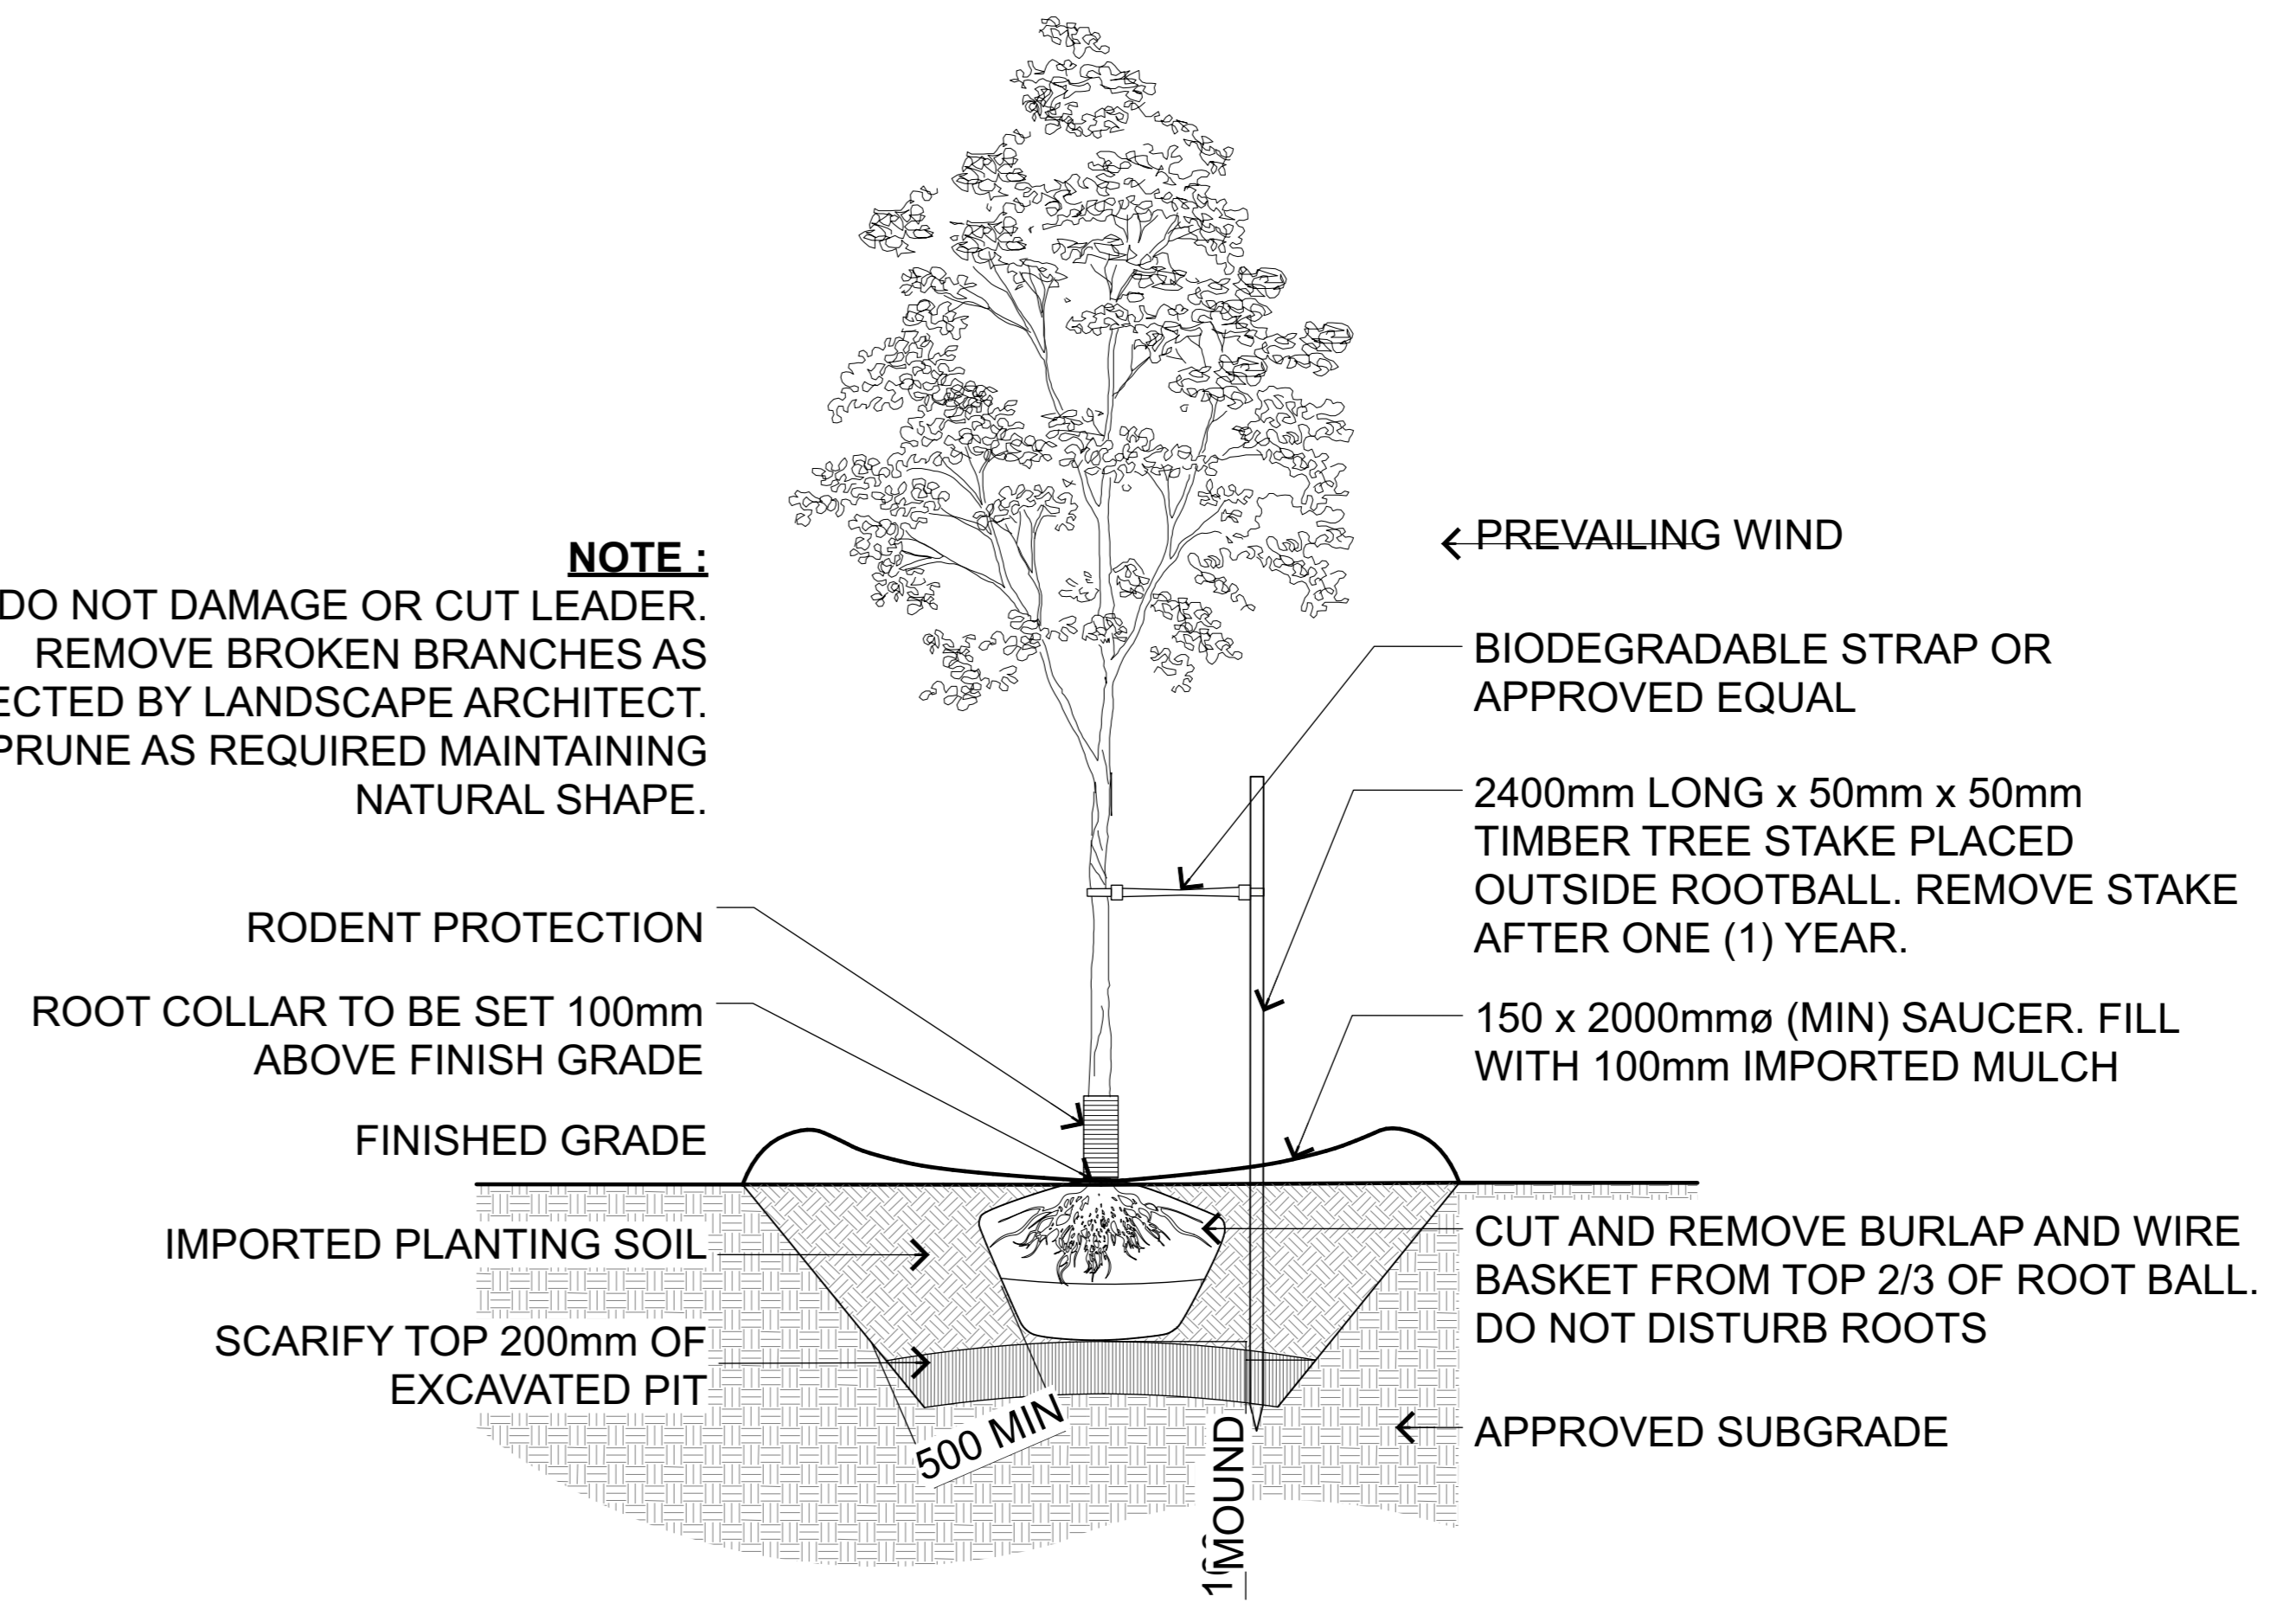 NOTE :
DO NOT DAMAGE OR CUT LEADER.
REMOVE BROKEN BRANCHES AS
BY LANDSCAPE ARCHITECT.
PRUNE AS REQUIRED MAINTAINING
NATURAL SHAPE.
RODENT PROTECTION
ROOT COLLAR TO BE SET 100mm
ABOVE FINISH GRADE
FINISHED GRADE
IMPORTED PLANTING SOIL
SCARIFY TOP 200mm OF
EXCAVATED PIT
PREVAILING WIND
BIODEGRADABLE STRAP OR
APPROVED EQUAL
2400mm LONG x 50mm x 50mm
TIMBER TREE STAKE PLACED
OUTSIDE ROOTBALL. REMOVE STAKE
AFTER ONE (1) YEAR.
150 x 2000mmø (MIN) SAUCER. FILL
WITH 100mm IMPORTED MULCH
CUT AND REMOVE BURLAP AND WIRE
BASKET FROM TOP 2/3 OF ROOT BALL.
DO NOT DISTURB ROOTS
APPROVED SUBGRADE
500 MIN
MOUND